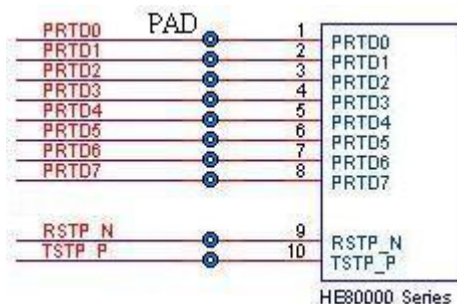 PAD
PRTD0 1 PRTD0
PRTD1 2 PRTD1
PRTD2 3 PRTD2
PRTD3 4 PRTD3
PRTD4 5 PRTD4
PRTD5 6 PRTD5
PRTD6 7 PRTD6
PRTD7 8 PRTD7
RSTP_N 9 RSTP_N
TSTP_P 10 TSTP_P
HE80000 Series